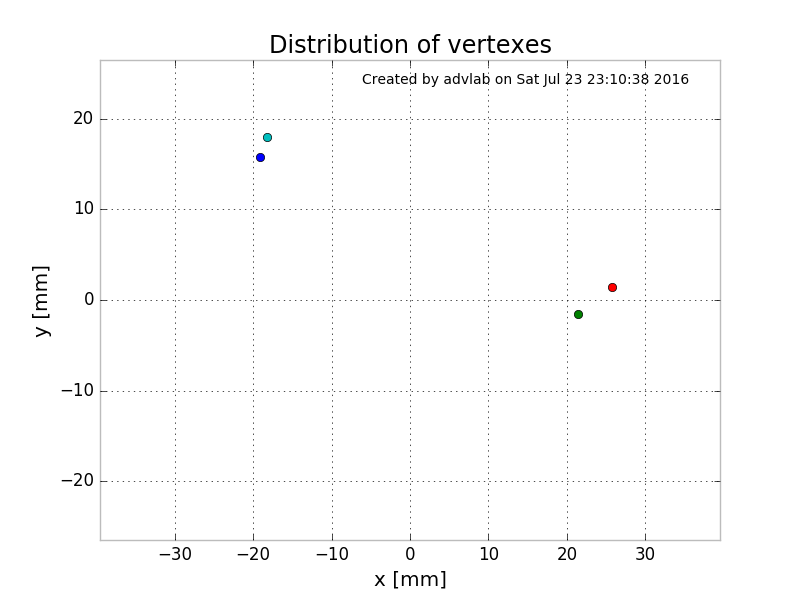 Distribution of vertexes
Created by advlab on Sat Jul 23 23:10:38 2016
20
10
0
−10
−20
y [mm]
−30 −20 −10 0 10 20 30
x [mm]